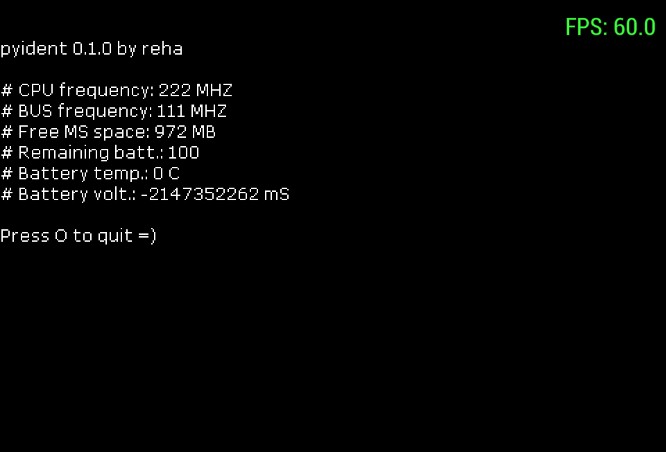 FPS: 60.0
pyident 0.1.0 by reha
# CPU frequency: 222 MHZ
# BUS frequency: 111 MHZ
# Free MS space: 972 MB
# Remaining batt.: 100
# Battery temp.: 0 C
# Battery volt.: -2147352262 mS
Press O to quit =)